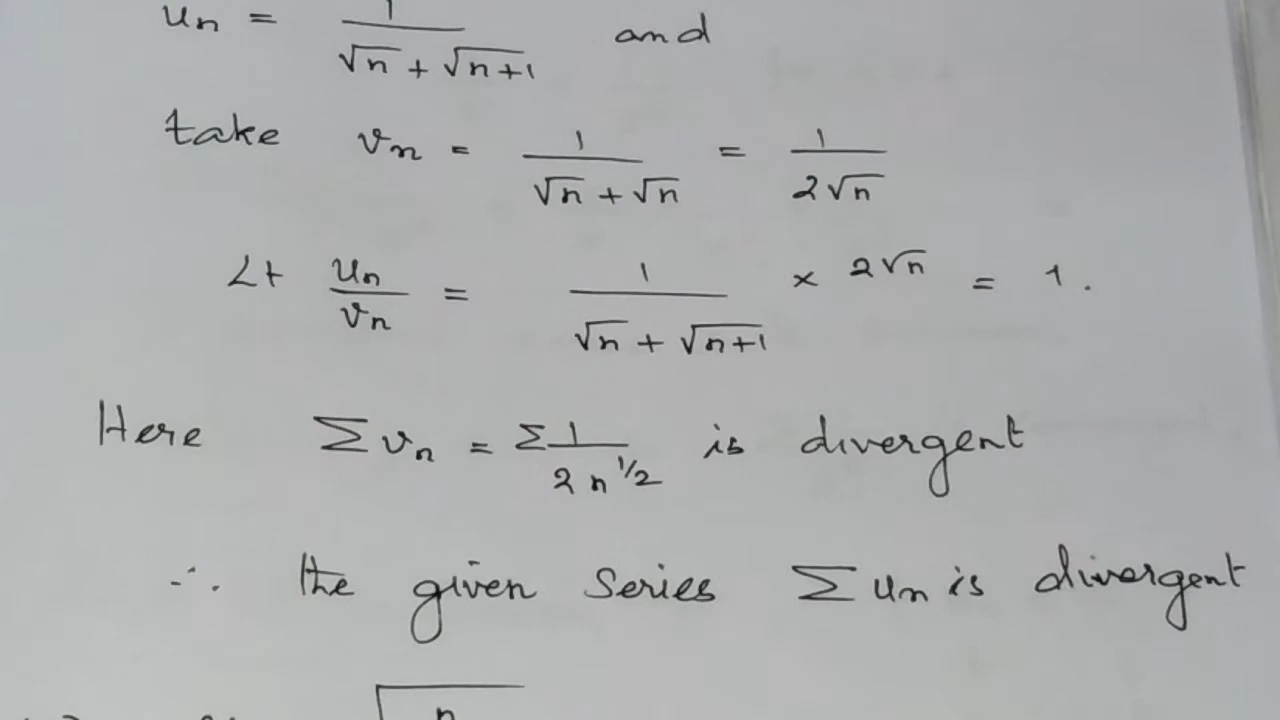 un = 1/(√n + √(n+1)) and
take vn = 1/(√n + √n) = 1/(2√n)
Lt un/vn = 1/(√n + √(n+1)) × 2√n = 1.
Here Σvn = Σ 1/(2n^(1/2)) is divergent
∴ the given Series Σun is divergent
√n